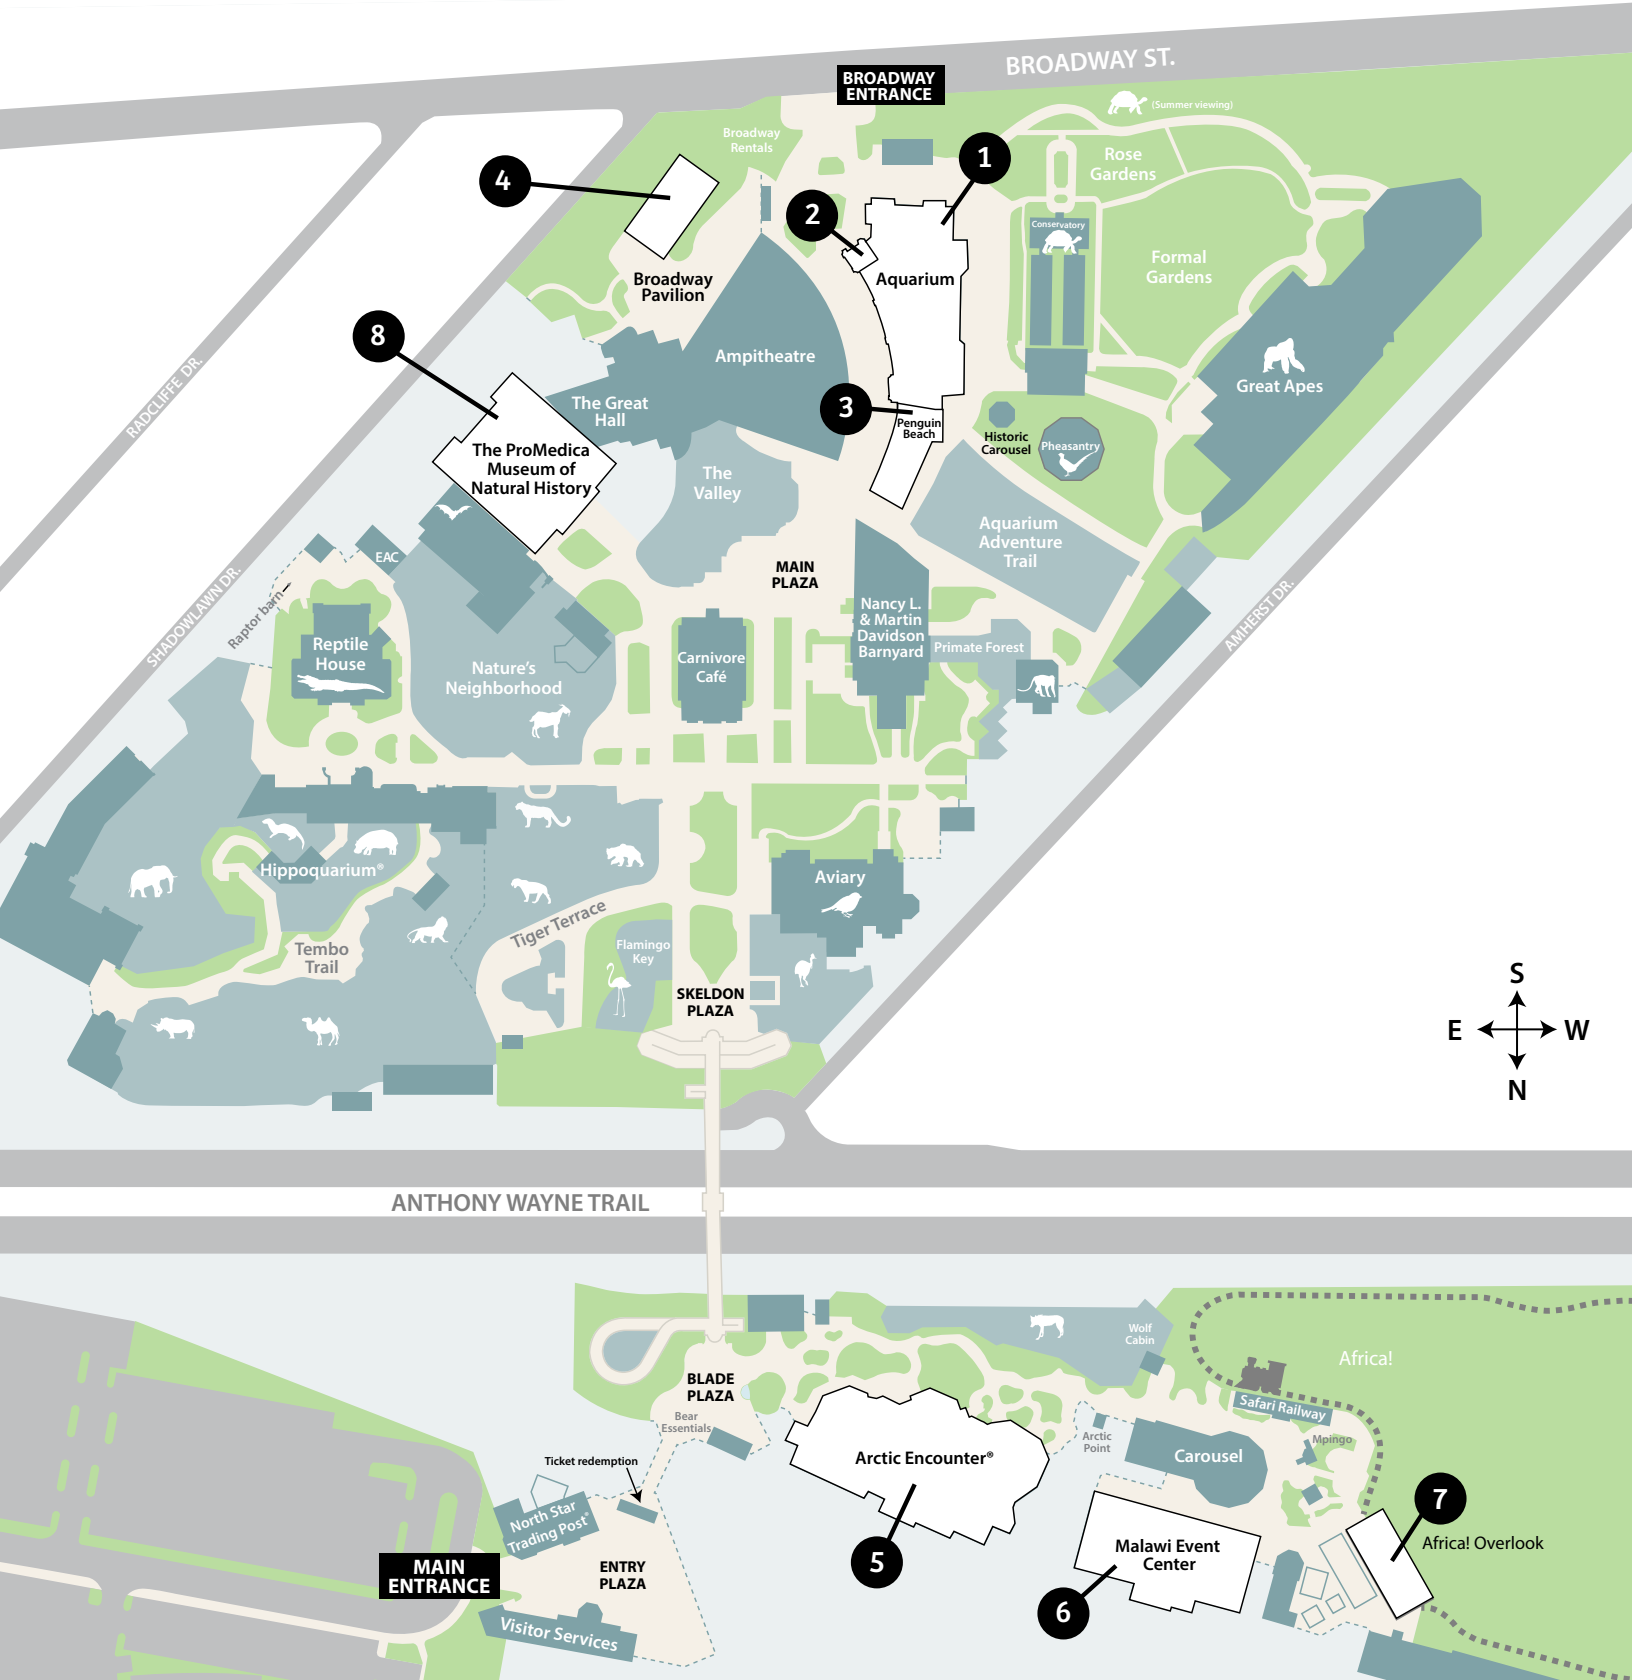 BROADWAY ST.
BROADWAY
ENTRANCE
(Summer viewing)
Broadway
Rentals
1
Rose
Gardens
4
2
Conservatory
Aquarium
Formal
Gardens
Broadway
Pavilion
8
Ampitheatre
RADCLIFFE DR.
Great Apes
The Great
Hall
3
Penguin
Beach
Historic
Carousel
Pheasantry
The ProMedica
Museum of
Natural History
The
Valley
Aquarium
Adventure
Trail
EAC
MAIN
PLAZA
SHADOWLAWN DR.
Raptor barn
AMHERST DR.
Nancy L.
& Martin
Davidson
Barnyard
Primate Forest
Reptile
House
Carnivore
Café
Nature's
Neighborhood
Hippoquarium®
Aviary
Tiger Terrace
Flamingo
Key
Tembo
Trail
SKELDON
PLAZA
S
E
W
N
ANTHONY WAYNE TRAIL
Wolf
Cabin
Africa!
BLADE
PLAZA
Safari Railway
Bear
Essentials
Arctic
Point
Mpingo
Arctic Encounter®
Carousel
Ticket redemption
7
North Star
Trading Post®
Africa! Overlook
5
Malawi Event
Center
MAIN
ENTRANCE
ENTRY
PLAZA
6
Visitor Services